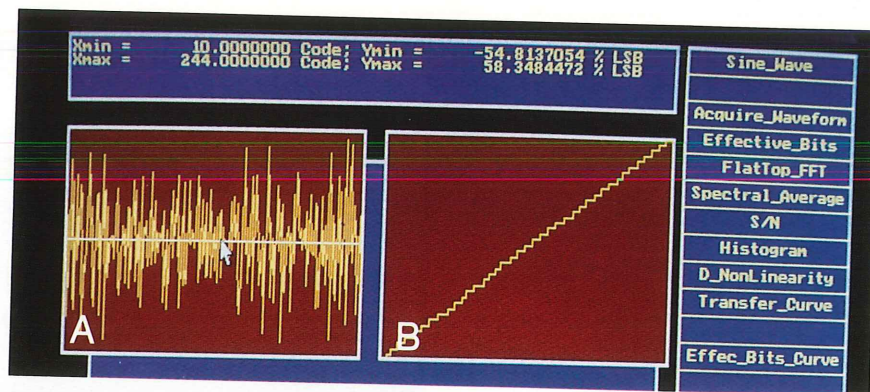 Xmin = 10.0000000 Code; Ymin = -54.8137054 % LSB
Xmax = 244.0000000 Code; Ymax = 58.3484472 % LSB
Sine_Wave
Acquire_Waveform
Effective_Bits
FlatTop_FFT
Spectral_Average
S/N
Histogram
D_NonLinearity
Transfer_Curve
Effec_Bits_Curve
A
B